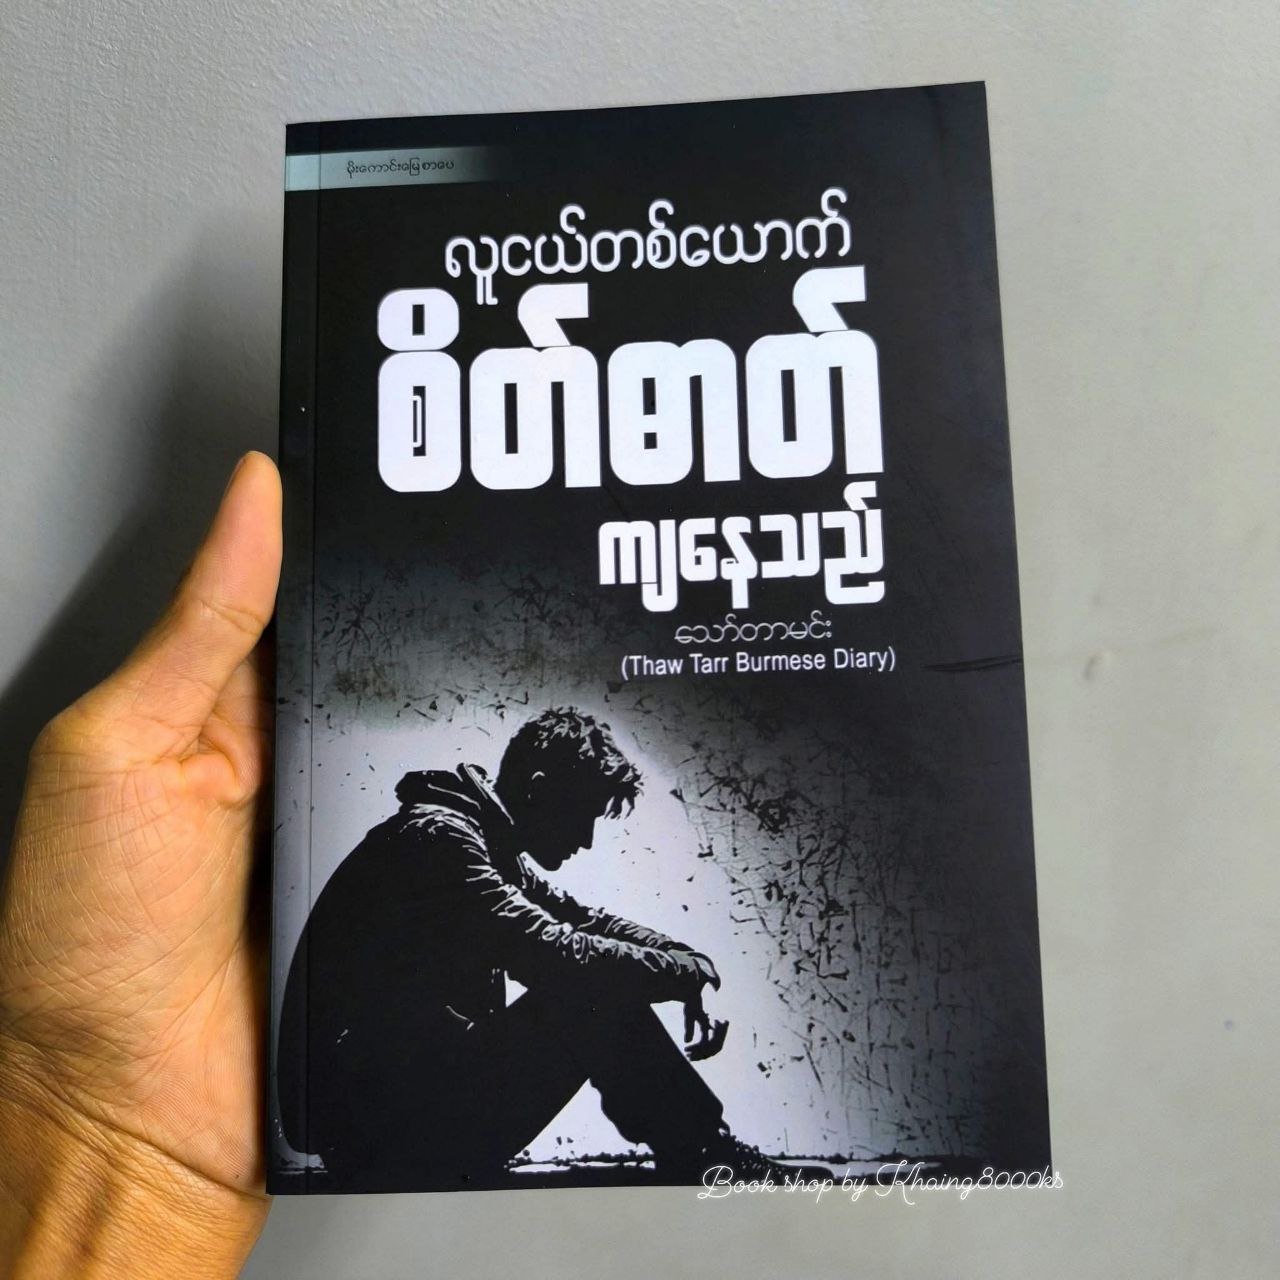 မိုးကောင်းမြေစာပေ
လူငယ်တစ်ယောက်
စိတ်ဓာတ်
ကျနေသည်
သော်တာမင်း
(Thaw Tarr Burmese Diary)
Book shop by Khaing8000ks